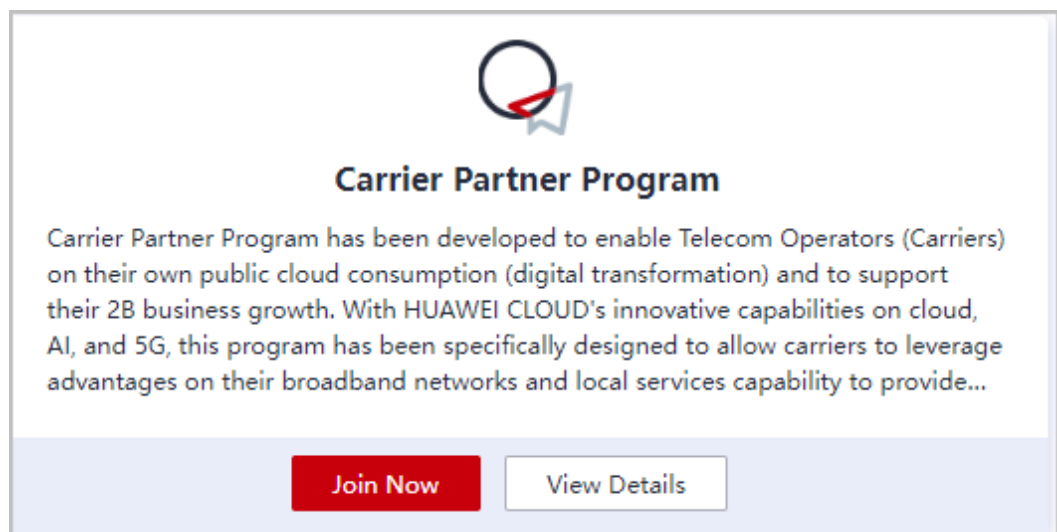 Carrier Partner Program
Carrier Partner Program has been developed to enable Telecom Operators (Carriers)
on their own public cloud consumption (digital transformation) and to support
their 2B business growth. With HUAWEI CLOUD's innovative capabilities on cloud,
AI, and 5G, this program has been specifically designed to allow carriers to leverage
advantages on their broadband networks and local services capability to provide...
Join Now
View Details